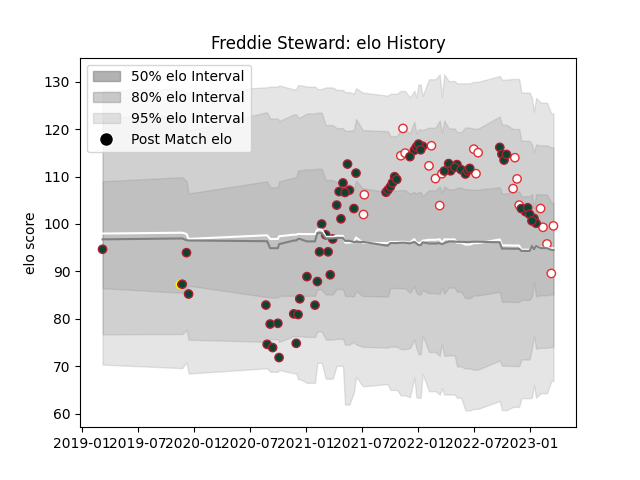 Freddie Steward: elo History
50% elo Interval
80% elo Interval
95% elo Interval
Post Match elo
elo score
130
120
110
100
90
80
70
60
2019-01 2019-07 2020-01 2020-07 2021-01 2021-07 2022-01 2022-07 2023-01